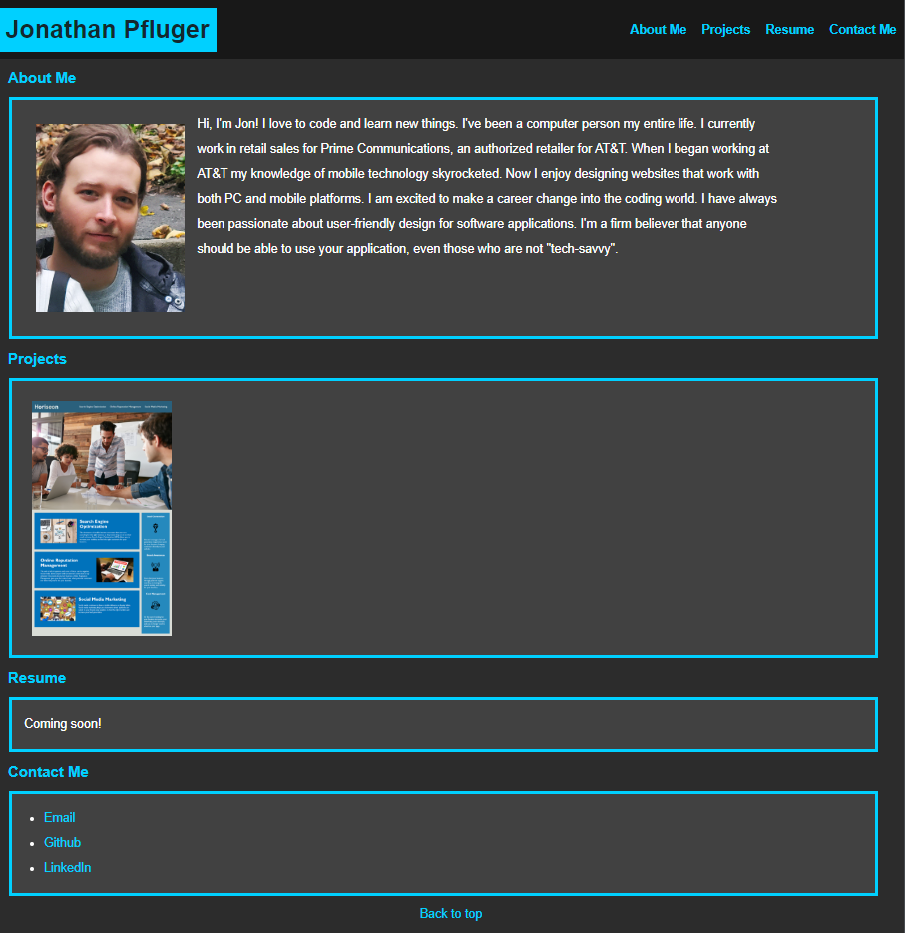 Jonathan Pfluger
About Me Projects Resume Contact Me
About Me
Hi, I'm Jon! I love to code and learn new things. I've been a computer person my entire life. I currently
work in retail sales for Prime Communications, an authorized retailer for AT&T. When I began working at
AT&T my knowledge of mobile technology skyrocketed. Now I enjoy designing websites that work with
both PC and mobile platforms. I am excited to make a career change into the coding world. I have always
been passionate about user-friendly design for software applications. I'm a firm believer that anyone
should be able to use your application, even those who are not "tech-savvy".
Projects
Horiseon
Search Engine
Optimization
Online Reputation
Management
Social Media Marketing
Resume
Coming soon!
Contact Me
Email
Github
LinkedIn
Back to top